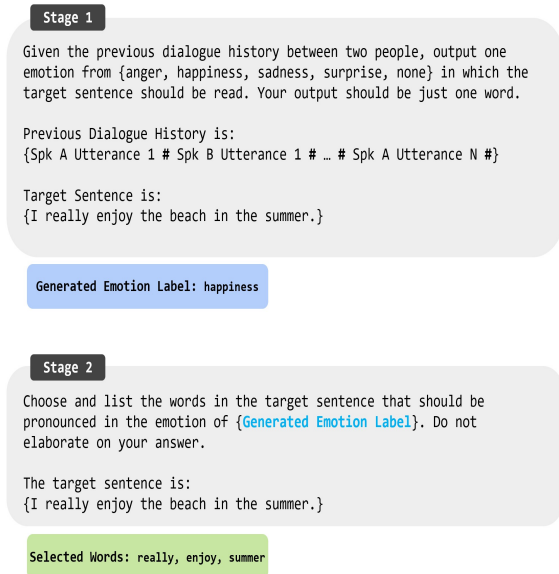 Stage 1
Given the previous dialogue history between two people, output one
emotion from {anger, happiness, sadness, surprise, none} in which the
target sentence should be read. Your output should be just one word.
Previous Dialogue History is:
{Spk A Utterance 1 # Spk B Utterance 1 # … # Spk A Utterance N #}
Target Sentence is:
{I really enjoy the beach in the summer.}
Generated Emotion Label: happiness
Stage 2
Choose and list the words in the target sentence that should be
pronounced in the emotion of {Generated Emotion Label}. Do not
elaborate on your answer.
The target sentence is:
{I really enjoy the beach in the summer.}
Selected Words: really, enjoy, summer